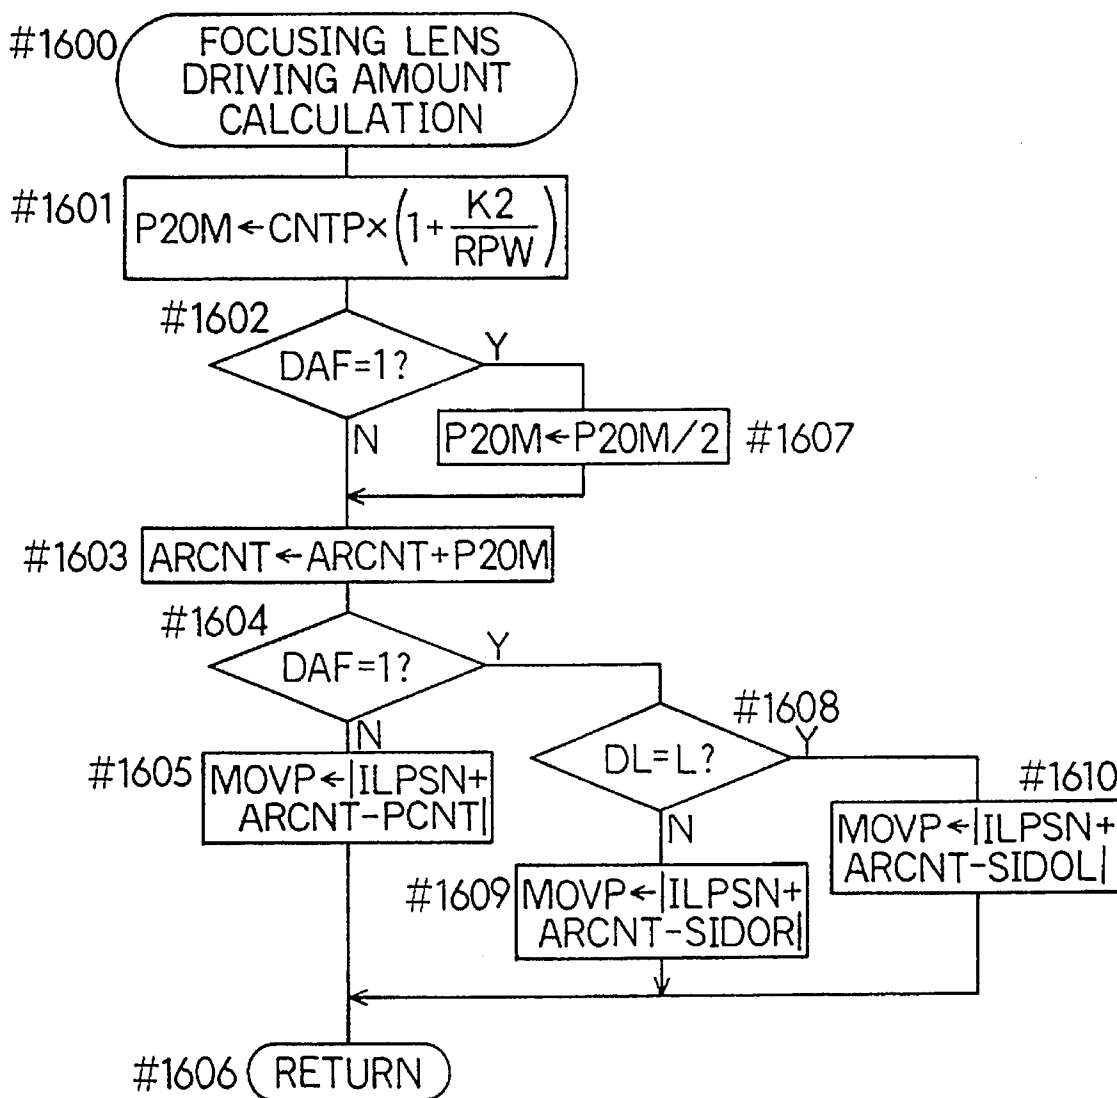 #1600
FOCUSING LENS
DRIVING AMOUNT
CALCULATION
#1601
P20M←CNTP×(1+K2/RPW)
#1602
DAF=1?
Y
N
P20M←P20M/2
#1607
#1603
ARCNT←ARCNT+P20M
#1604
DAF=1?
Y
N
#1608
DL=L?
Y
N
#1605
MOVP←|ILPSN+
ARCNT-PCNT|
#1610
MOVP←|ILPSN+
ARCNT-SIDOL|
#1609
MOVP←|ILPSN+
ARCNT-SIDOR|
#1606
RETURN